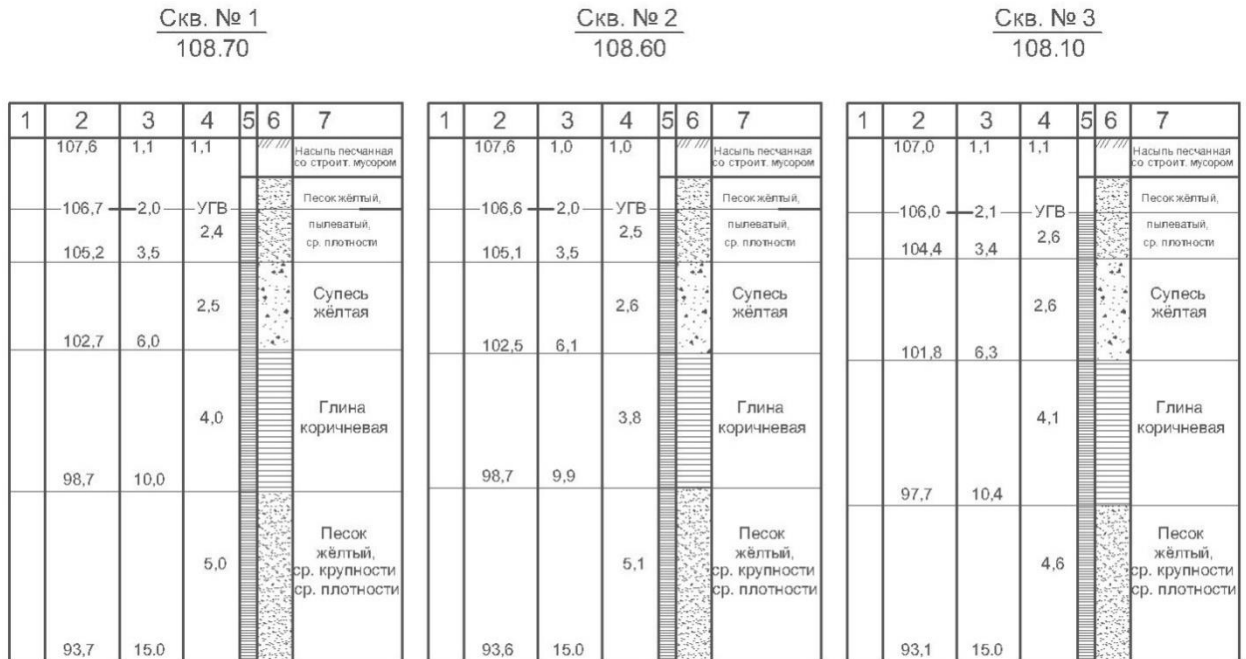 Скв. № 1
108.70
1 2 3 4 5 6 7
107,6 1,1 1,1 Насыпь песчанная
со строит. мусором
Песок жёлтый,
106,7 2,0 УГВ
пылеватый,
2,4
ср. плотности
105,2 3,5
Супесь
2,5 жёлтая
102,7 6,0
Глина
4,0 коричневая
98,7 10,0
Песок
жёлтый,
5,0 ср. крупности
ср. плотности
93,7 15.0
Скв. № 2
108.60
1 2 3 4 5 6 7
107,6 1,0 1,0 Насыпь песчанная
со строит. мусором
Песок жёлтый,
106,6 2,0 УГВ
пылеватый,
2,5
ср. плотности
105,1 3,5
Супесь
2,6 жёлтая
102,5 6,1
Глина
3,8 коричневая
98,7 9,9
Песок
жёлтый,
5,1 ср. крупности
ср. плотности
93,6 15.0
Скв. № 3
108.10
1 2 3 4 5 6 7
107,0 1,1 1,1 Насыпь песчанная
со строит. мусором
Песок жёлтый,
106,0 2,1 УГВ
пылеватый,
2,6
ср. плотности
104,4 3,4
Супесь
2,6 жёлтая
101,8 6,3
Глина
4,1 коричневая
97,7 10,4
Песок
жёлтый,
4,6 ср. крупности
ср. плотности
93,1 15.0